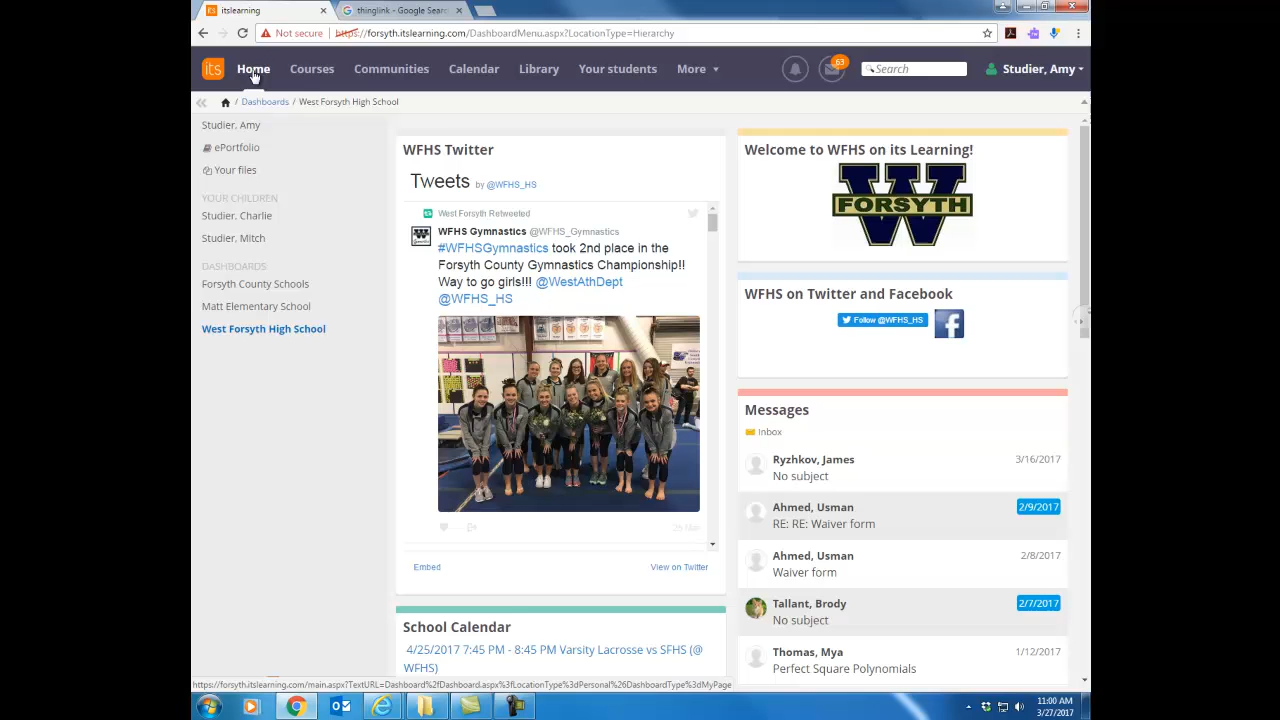 itslearning
thinglink - Google Sear
Not secure
https://forsyth.itslearning.com/DashboardMenu.aspx?LocationType=Hierarchy
its
Home
Courses
Communities
Calendar
Library
Your students
More
63
Search
Studier, Amy
/ Dashboards / West Forsyth High School
Studier, Amy
ePortfolio
Your files
YOUR CHILDREN
Studier, Charlie
Studier, Mitch
DASHBOARDS
Forsyth County Schools
Matt Elementary School
West Forsyth High School
WFHS Twitter
Tweets by @WFHS_HS
West Forsyth Retweeted
WFHS Gymnastics @WFHS_Gymnastics
#WFHSGymnastics took 2nd place in the
Forsyth County Gymnastics Championship!!
Way to go girls!!! @WestAthDept
@WFHS_HS
25 Mar
Embed
View on Twitter
School Calendar
4/25/2017 7:45 PM - 8:45 PM Varsity Lacrosse vs SFHS (@
WFHS)
Welcome to WFHS on its Learning!
W
FORSYTH
WFHS on Twitter and Facebook
Follow @WFHS_HS
f
Messages
Inbox
Ryzhkov, James
3/16/2017
No subject
Ahmed, Usman
2/9/2017
RE: RE: Waiver form
Ahmed, Usman
2/8/2017
Waiver form
Tallant, Brody
2/7/2017
No subject
Thomas, Mya
1/12/2017
Perfect Square Polynomials
https://forsyth.itslearning.com/main.aspx?TextURL=Dashboard%2fDashboard.aspx%3fLocationType%3dPersonal%26DashboardType%3dMyPage
11:00 AM
3/27/2017